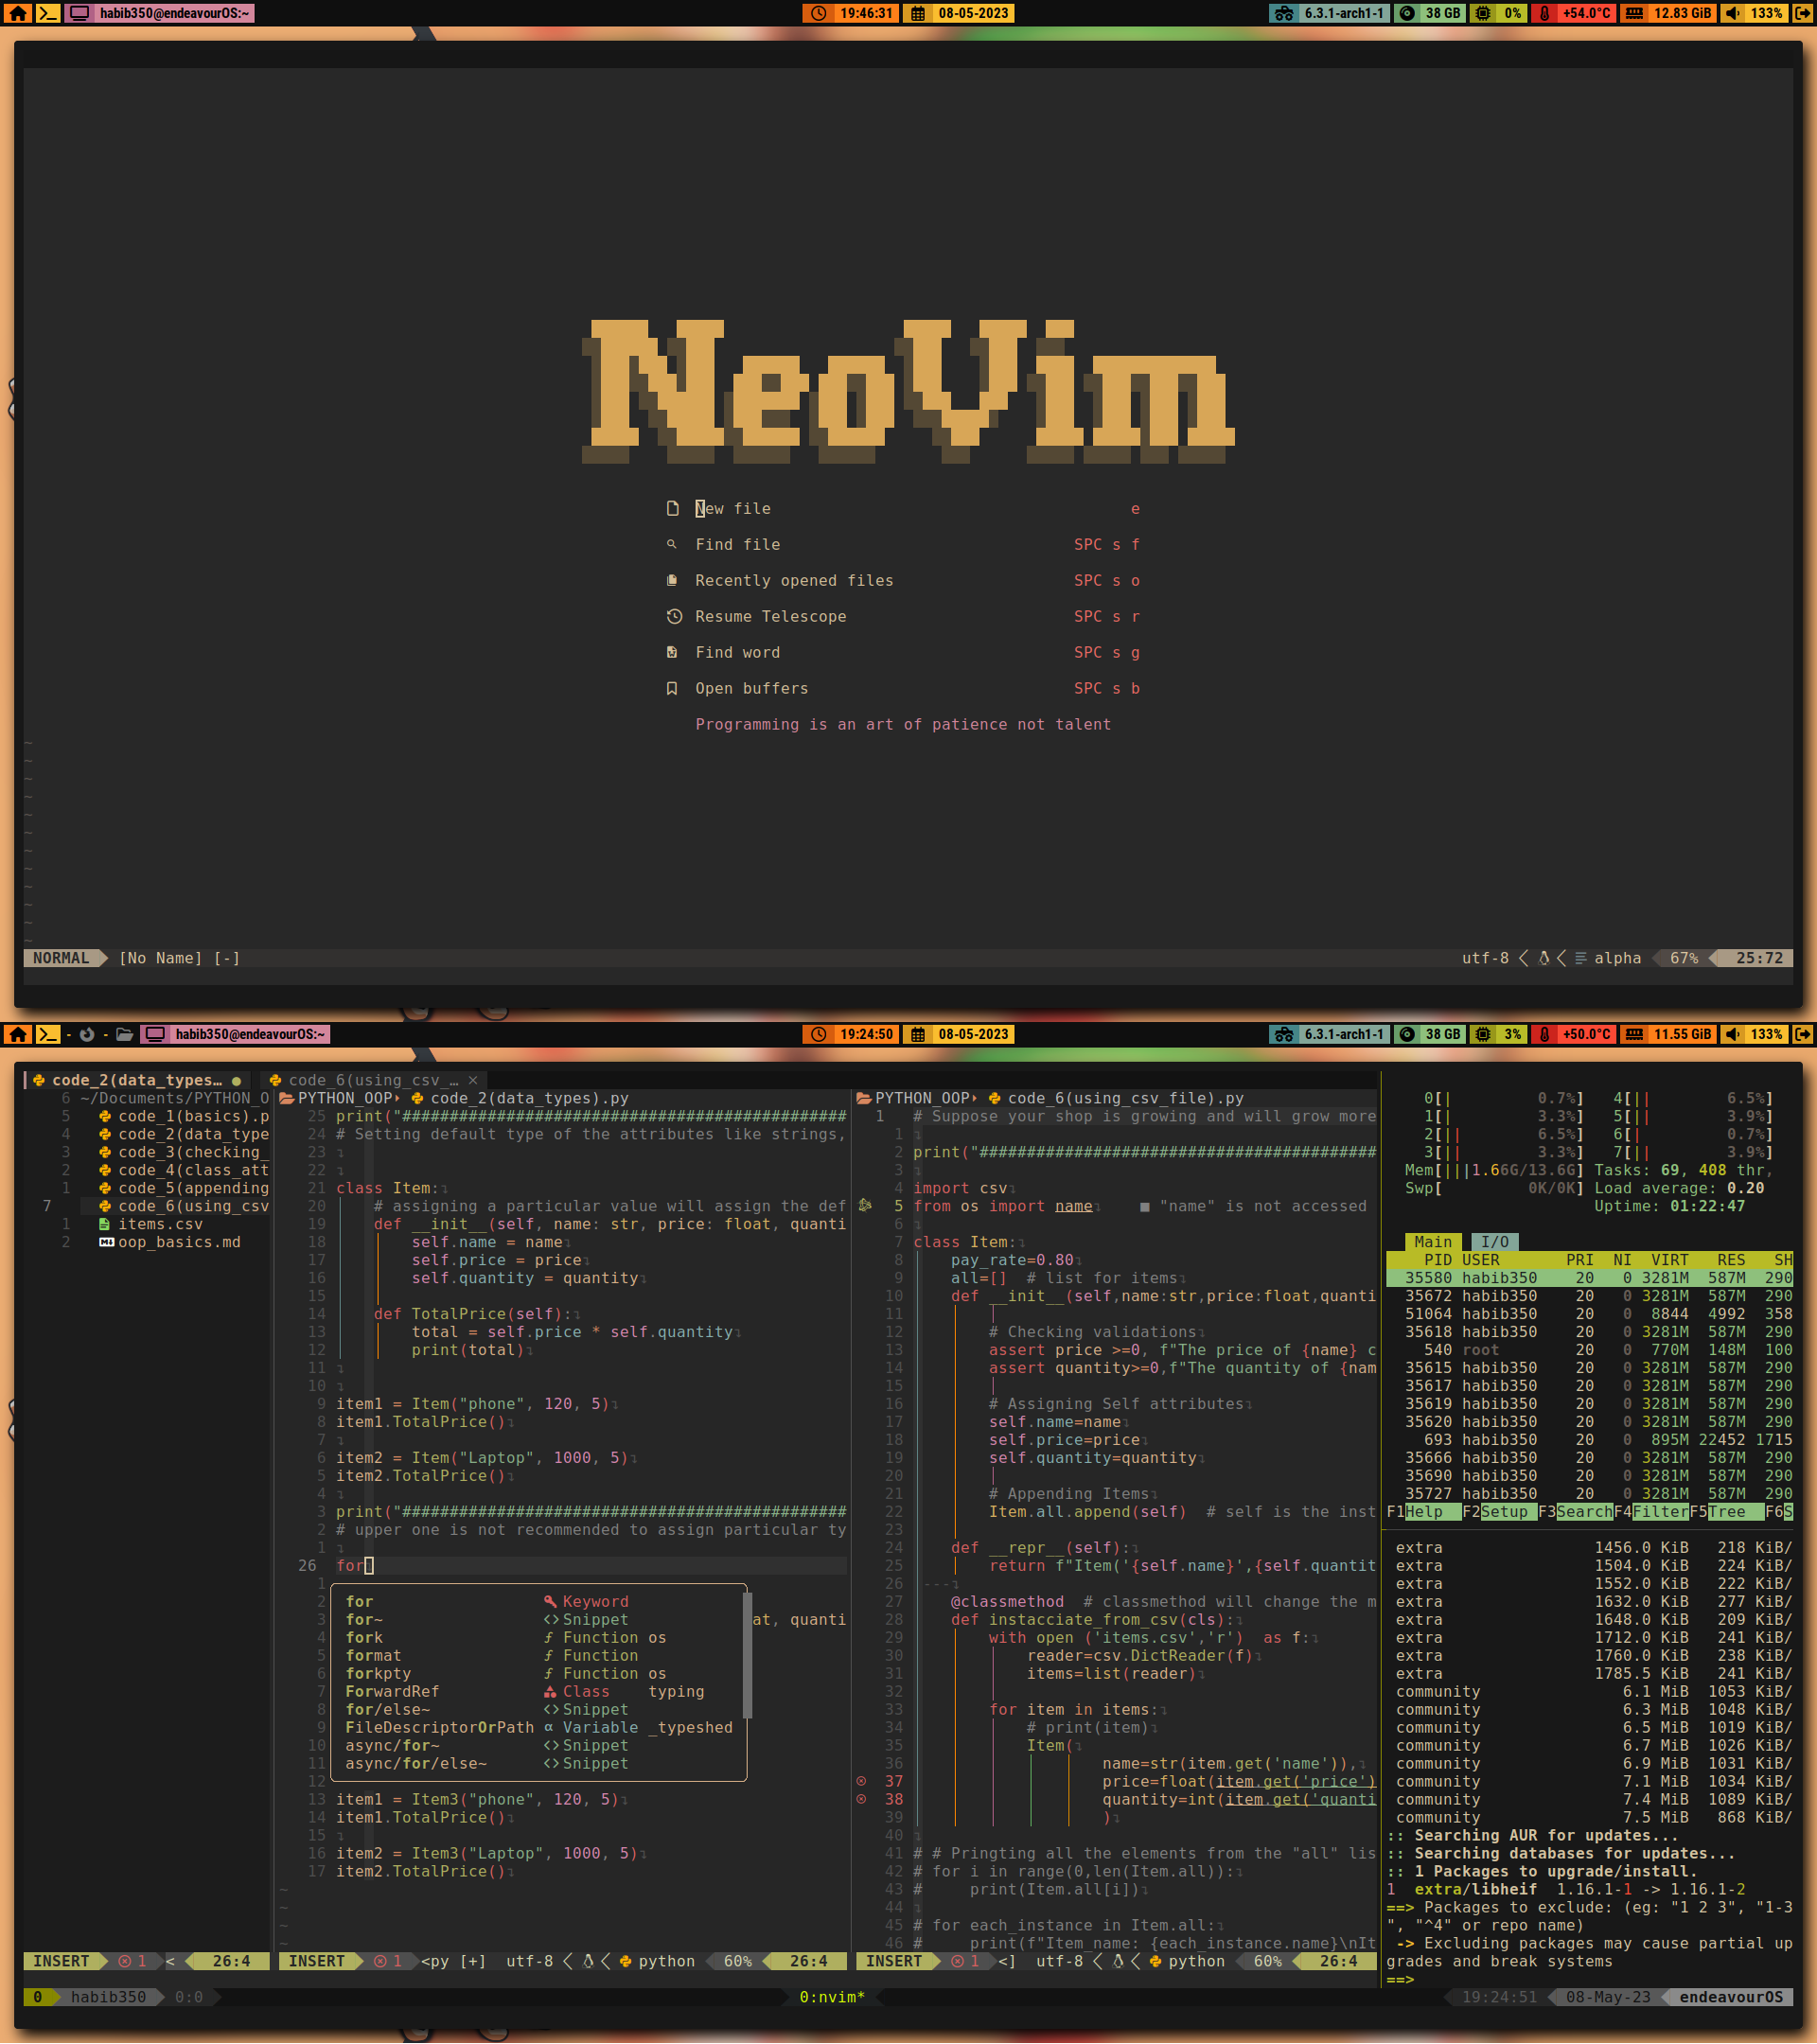 habib350@endeavourOS:~ 19:46:31 08-05-2023 6.3.1-arch1-1 38 GB 0% +54.0°C 12.83 GiB 133%
NeoVim
New file e
Find file SPC s f
Recently opened files SPC s o
Resume Telescope SPC s r
Find word SPC s g
Open buffers SPC s b
Programming is an art of patience not talent
~
~
~
~
~
~
~
~
~
~
~
~
NORMAL [No Name] [-] utf-8 alpha 67% 25:72
- - habib350@endeavourOS:~ 19:24:50 08-05-2023 6.3.1-arch1-1 38 GB 3% +50.0°C 11.55 GiB 133%
code_2(data_types… ● code_6(using_csv_… ×
6 ~/Documents/PYTHON_O
5 code_1(basics).p
4 code_2(data_type
3 code_3(checking_
2 code_4(class_att
1 code_5(appending
7 code_6(using_csv
1 items.csv
2 oop_basics.md
PYTHON_OOP code_2(data_types).py
25 print("###############################################
24 # Setting default type of the attributes like strings,
23
22
21 class Item:
20 # assigning a particular value will assign the def
19 def __init__(self, name: str, price: float, quanti
18 self.name = name
17 self.price = price
16 self.quantity = quantity
15
14 def TotalPrice(self):
13 total = self.price * self.quantity
12 print(total)
11
10
9 item1 = Item("phone", 120, 5)
8 item1.TotalPrice()
7
6 item2 = Item("Laptop", 1000, 5)
5 item2.TotalPrice()
4
3 print("###############################################
2 # upper one is not recommended to assign particular ty
1
26 for
1
2 for Keyword
3 for~ Snippet at, quanti
4 fork Function os
5 format Function
6 forkpty Function os
7 ForwardRef Class typing
8 for/else~ Snippet
9 FileDescriptorOrPath α Variable _typeshed
10 async/for~ Snippet
11 async/for/else~ Snippet
12
13 item1 = Item3("phone", 120, 5)
14 item1.TotalPrice()
15
16 item2 = Item3("Laptop", 1000, 5)
17 item2.TotalPrice()
~
~
~
~
PYTHON_OOP code_6(using_csv_file).py
1 # Suppose your shop is growing and will grow more
1
2 print("##########################################
3
4 import csv
5 from os import name ■ "name" is not accessed
6
7 class Item:
8 pay_rate=0.80
9 all=[] # list for items
10 def __init__(self,name:str,price:float,quanti
11
12 # Checking validations
13 assert price >=0, f"The price of {name} c
14 assert quantity>=0,f"The quantity of {nam
15
16 # Assigning Self attributes
17 self.name=name
18 self.price=price
19 self.quantity=quantity
20
21 # Appending Items
22 Item.all.append(self) # self is the inst
23
24 def __repr__(self):
25 return f"Item('{self.name}',{self.quantit
26 ---
27 @classmethod # classmethod will change the m
28 def instacciate_from_csv(cls):
29 with open ('items.csv','r') as f:
30 reader=csv.DictReader(f)
31 items=list(reader)
32
33 for item in items:
34 # print(item)
35 Item(
36 name=str(item.get('name')),
37 price=float(item.get('price')
38 quantity=int(item.get('quanti
39 )
40
41 # # Pringting all the elements from the "all" lis
42 # for i in range(0,len(Item.all)):
43 # print(Item.all[i])
44
45 # for each_instance in Item.all:
46 # print(f"Item_name: {each_instance.name}\nIt
0[| 0.7%] 4[|| 6.5%]
1[| 3.3%] 5[|| 3.9%]
2[|| 6.5%] 6[| 0.7%]
3[|| 3.3%] 7[|| 3.9%]
Mem[|||1.66G/13.6G] Tasks: 69, 408 thr,
Swp[ 0K/0K] Load average: 0.20
Uptime: 01:22:47
Main I/O
PID USER PRI NI VIRT RES SH
35580 habib350 20 0 3281M 587M 290
35672 habib350 20 0 3281M 587M 290
51064 habib350 20 0 8844 4992 358
35618 habib350 20 0 3281M 587M 290
540 root 20 0 770M 148M 100
35615 habib350 20 0 3281M 587M 290
35617 habib350 20 0 3281M 587M 290
35619 habib350 20 0 3281M 587M 290
35620 habib350 20 0 3281M 587M 290
693 habib350 20 0 895M 22452 1715
35666 habib350 20 0 3281M 587M 290
35690 habib350 20 0 3281M 587M 290
35727 habib350 20 0 3281M 587M 290
F1Help F2Setup F3SearchF4FilterF5Tree F6S
extra 1456.0 KiB 218 KiB/
extra 1504.0 KiB 224 KiB/
extra 1552.0 KiB 222 KiB/
extra 1632.0 KiB 277 KiB/
extra 1648.0 KiB 209 KiB/
extra 1712.0 KiB 241 KiB/
extra 1760.0 KiB 238 KiB/
extra 1785.5 KiB 241 KiB/
community 6.1 MiB 1053 KiB/
community 6.3 MiB 1048 KiB/
community 6.5 MiB 1019 KiB/
community 6.7 MiB 1026 KiB/
community 6.9 MiB 1031 KiB/
community 7.1 MiB 1034 KiB/
community 7.4 MiB 1089 KiB/
community 7.5 MiB 868 KiB/
:: Searching AUR for updates...
:: Searching databases for updates...
:: 1 Packages to upgrade/install.
1 extra/libheif 1.16.1-1 -> 1.16.1-2
==> Packages to exclude: (eg: "1 2 3", "1-3
", "^4" or repo name)
-> Excluding packages may cause partial up
grades and break systems
==>
INSERT 1 < 26:4 INSERT 1 <py [+] utf-8 python 60% 26:4 INSERT 1 <] utf-8 python 60% 26:4
0 habib350 0:0 0:nvim* 19:24:51 08-May-23 endeavourOS